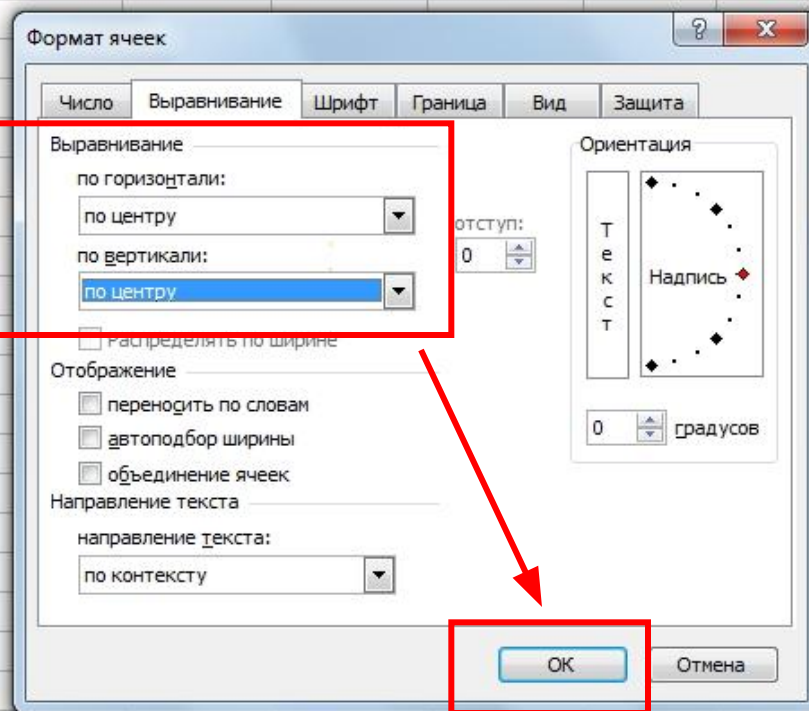 Формат ячеек
Число Выравнивание Шрифт Граница Вид Защита
Выравнивание
по горизонтали:
по центру
отступ:
0
по вертикали:
по центру
Распределять по ширине
Отображение
переносить по словам
автоподбор ширины
объединение ячеек
Направление текста
направление текста:
по контексту
Ориентация
Текст
Надпись
0 градусов
ОК Отмена